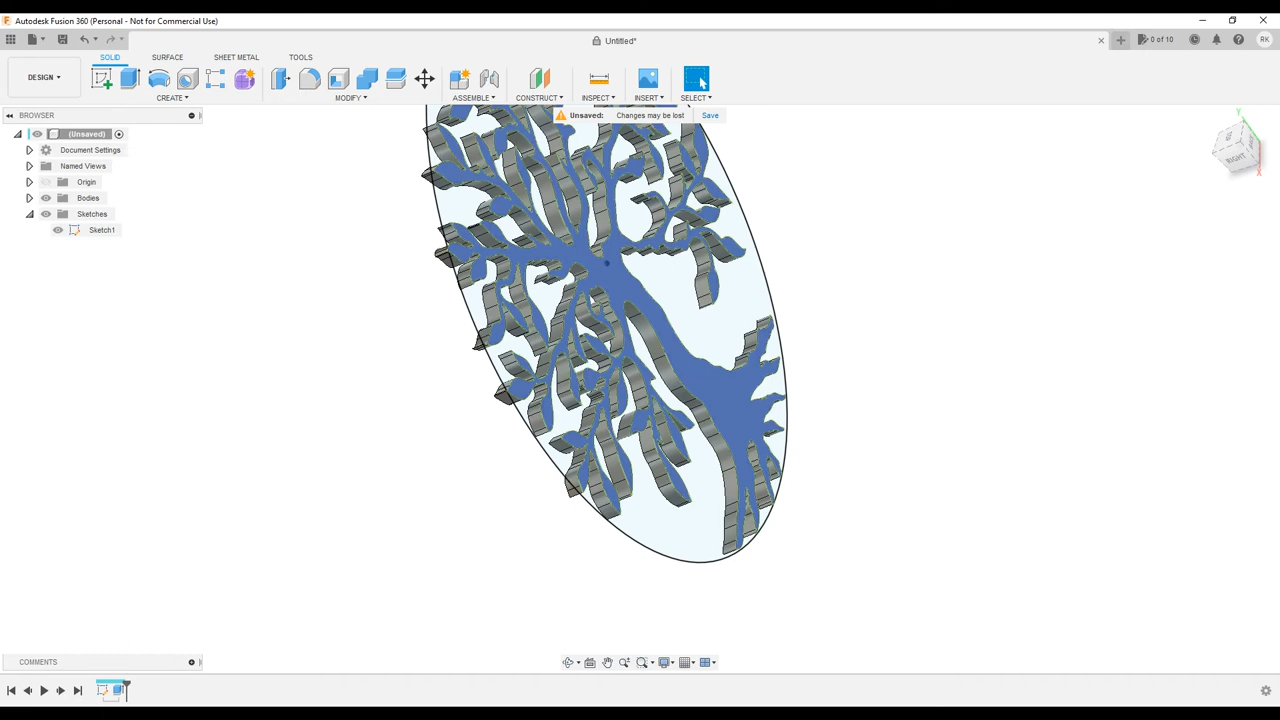 Autodesk Fusion 360 (Personal - Not for Commercial Use)
Untitled*
0 of 10
RK
DESIGN
SOLID
SURFACE
SHEET METAL
TOOLS
CREATE
MODIFY
ASSEMBLE
CONSTRUCT
INSPECT
INSERT
SELECT
BROWSER
Unsaved:
Changes may be lost
Save
(Unsaved)
Document Settings
Named Views
Origin
Bodies
Sketches
Sketch1
Y
RIGHT
X
COMMENTS